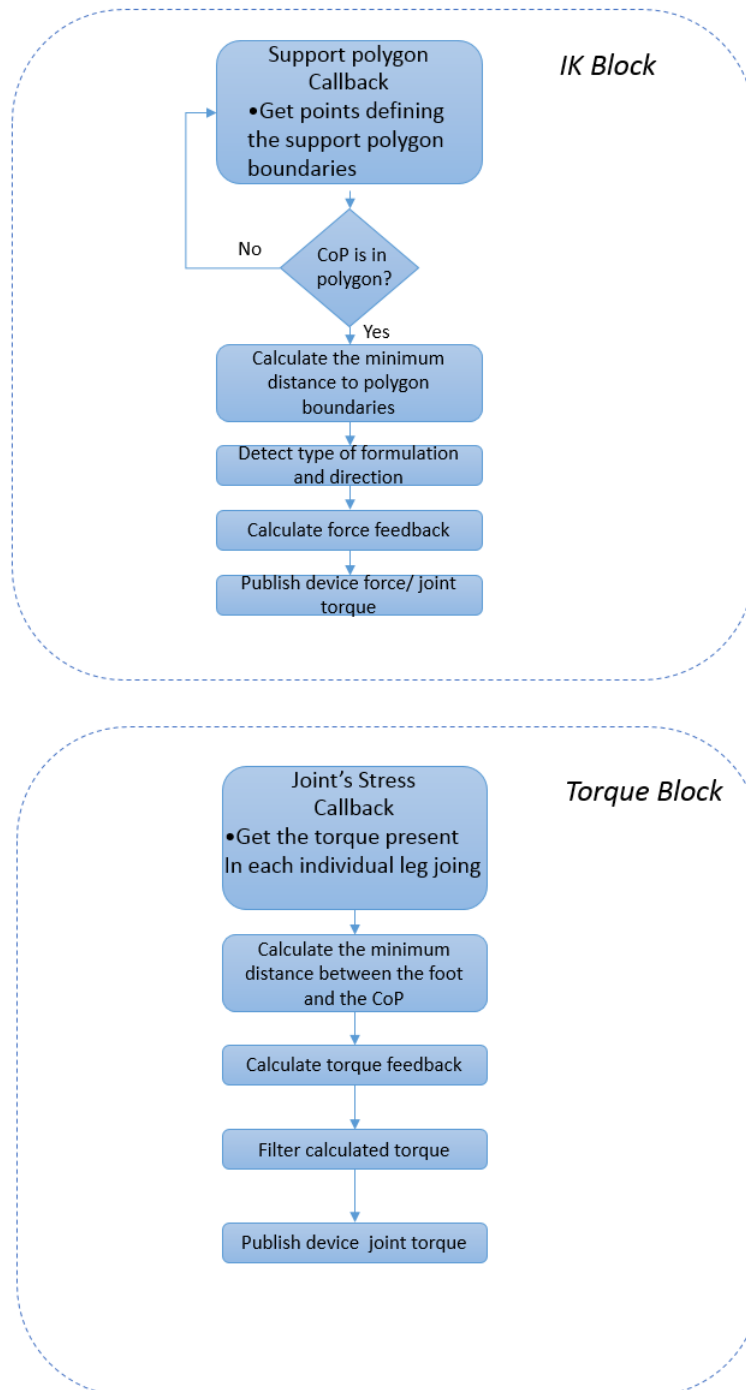 Support polygon
Callback
•Get points defining
the support polygon
boundaries
IK Block
No
CoP is in
polygon?
Yes
Calculate the minimum
distance to polygon
boundaries
Detect type of formulation
and direction
Calculate force feedback
Publish device force/ joint
torque
Joint’s Stress
Callback
•Get the torque present
In each individual leg joing
Torque Block
Calculate the minimum
distance between the foot
and the CoP
Calculate torque feedback
Filter calculated torque
Publish device joint torque